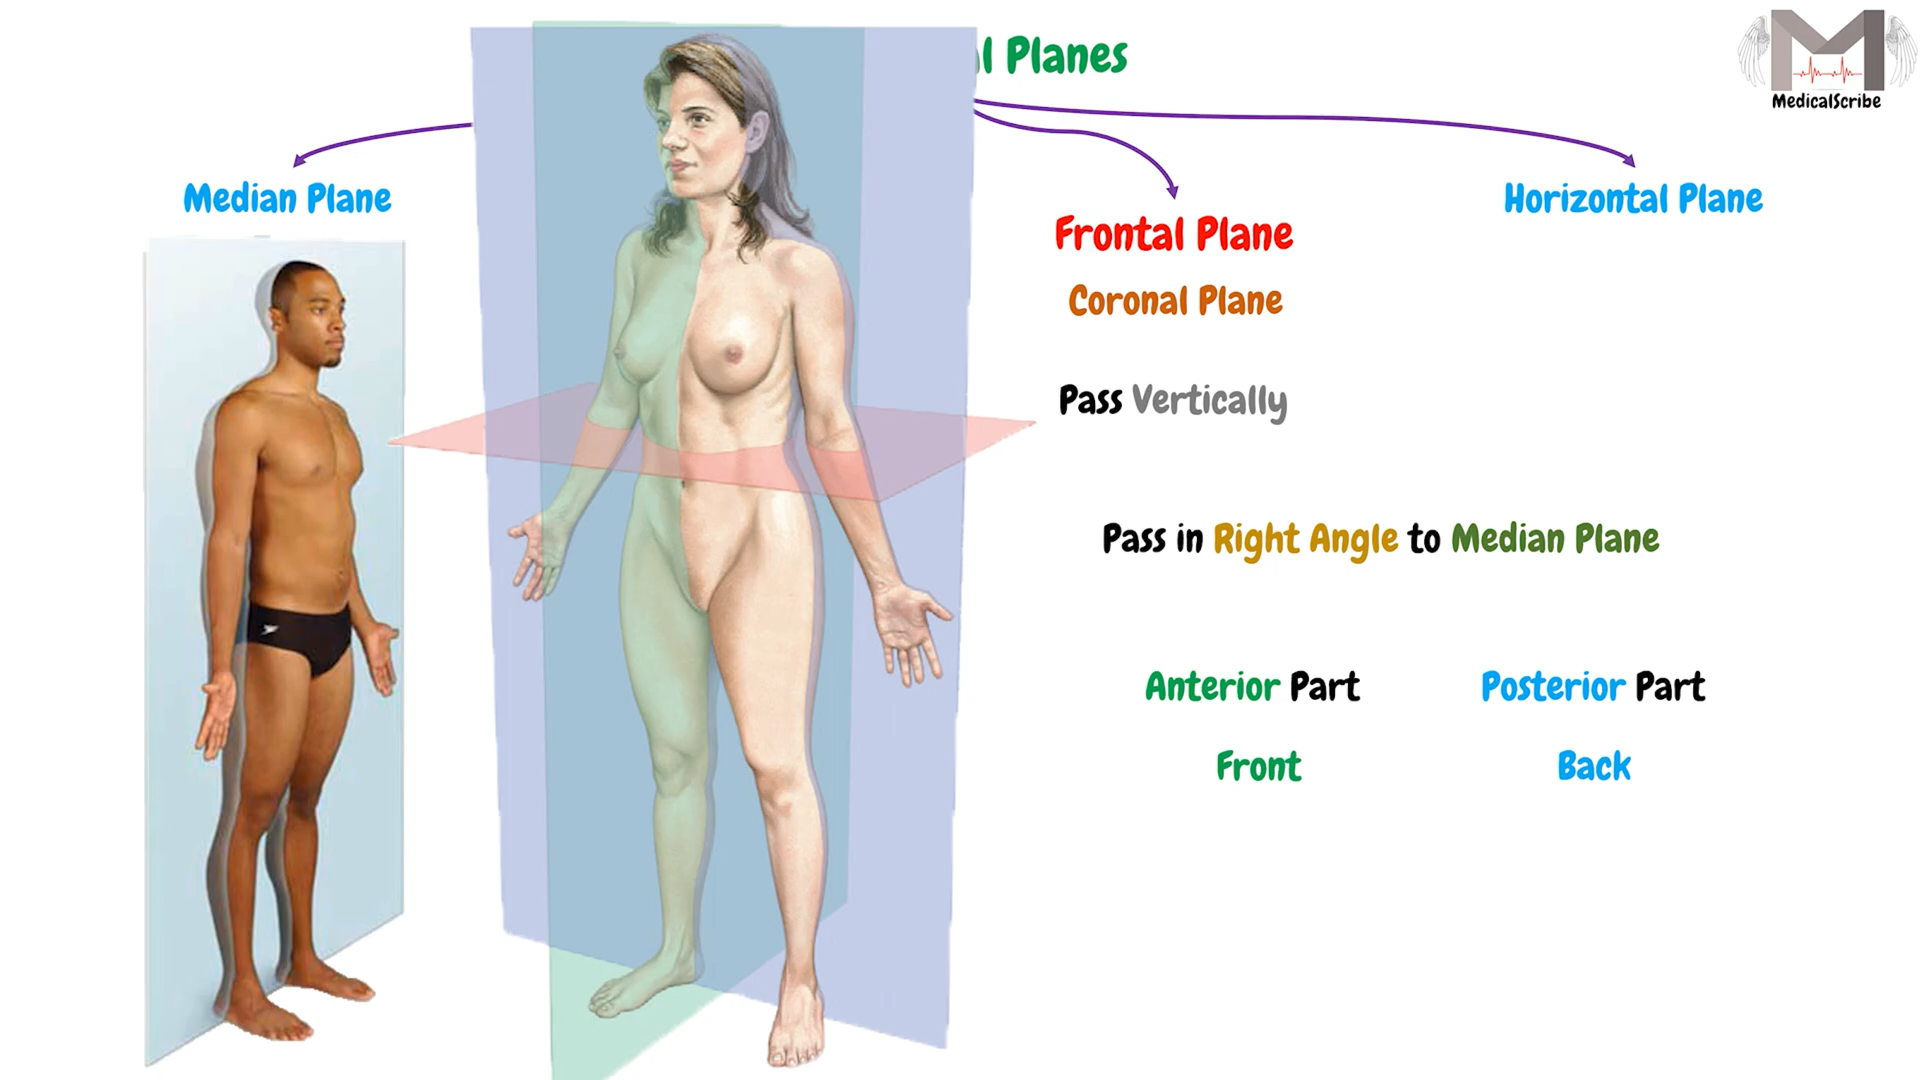 l Planes
MedicalScribe
Median Plane
Horizontal Plane
Frontal Plane
Coronal Plane
Pass Vertically
Pass in Right Angle to Median Plane
Anterior Part
Posterior Part
Front
Back